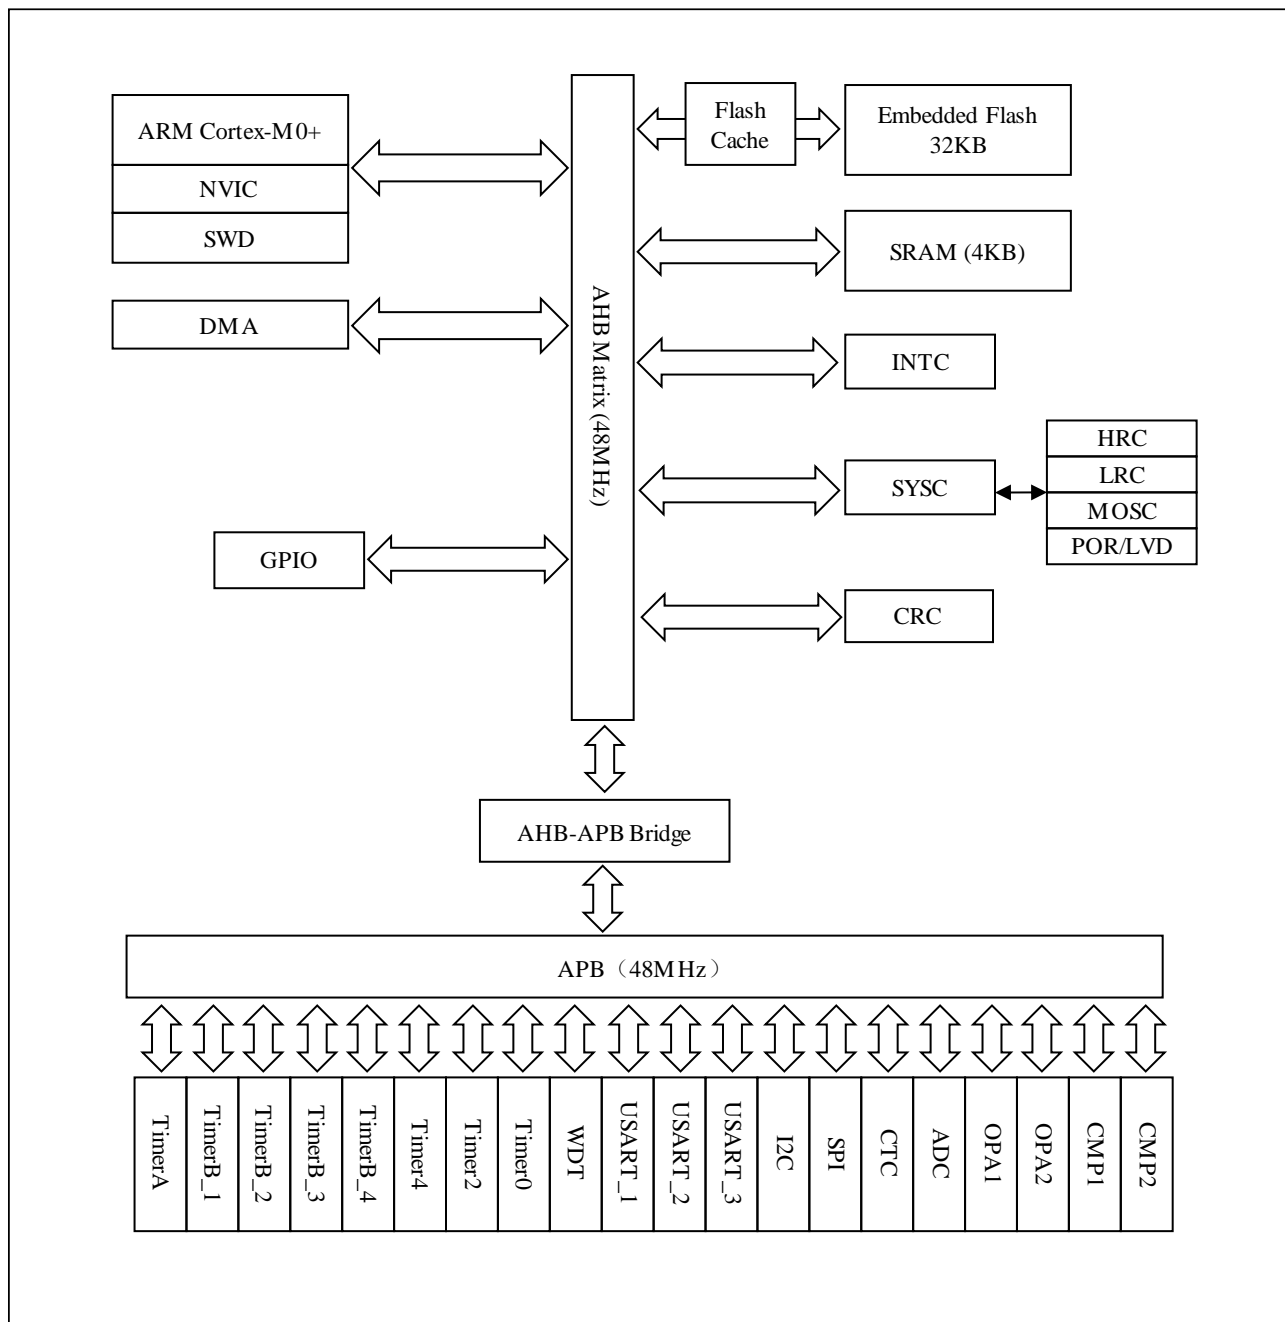 ARM Cortex-M0+
NVIC
SWD
DMA
GPIO
AHB Matrix (48MHz)
Flash
Cache
Embedded Flash
32KB
SRAM (4KB)
INTC
SYSC
HRC
LRC
MOSC
POR/LVD
CRC
AHB-APB Bridge
APB（48MHz）
TimerA
TimerB_1
TimerB_2
TimerB_3
TimerB_4
Timer4
Timer2
Timer0
WDT
USART_1
USART_2
USART_3
I2C
SPI
CTC
ADC
OPA1
OPA2
CMP1
CMP2